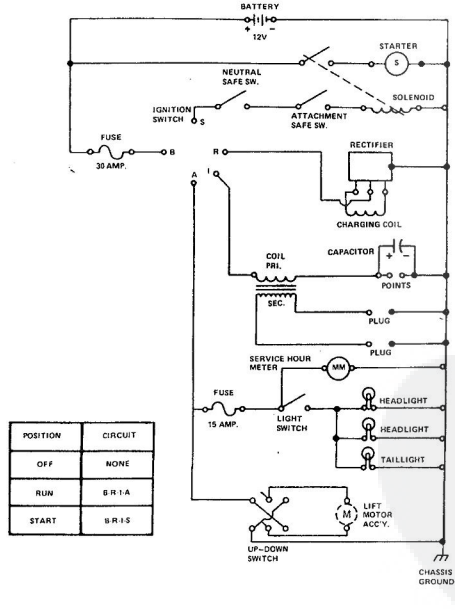 BATTERY
+ −
12V
STARTER
S
NEUTRAL
SAFE SW.
SOLENOID
IGNITION
SWITCH
S
ATTACHMENT
SAFE SW.
FUSE
30 AMP.
B
R
I
A
RECTIFIER
CHARGING COIL
COIL
PRI.
CAPACITOR
+ −
POINTS
SEC.
PLUG
PLUG
SERVICE HOUR
METER
MM
FUSE
15 AMP.
LIGHT
SWITCH
HEADLIGHT
HEADLIGHT
TAILLIGHT
POSITION CIRCUIT
OFF NONE
RUN B-R-I-A
START B-R-I-S
M
LIFT
MOTOR
ACC'Y.
UP-DOWN
SWITCH
CHASSIS
GROUND